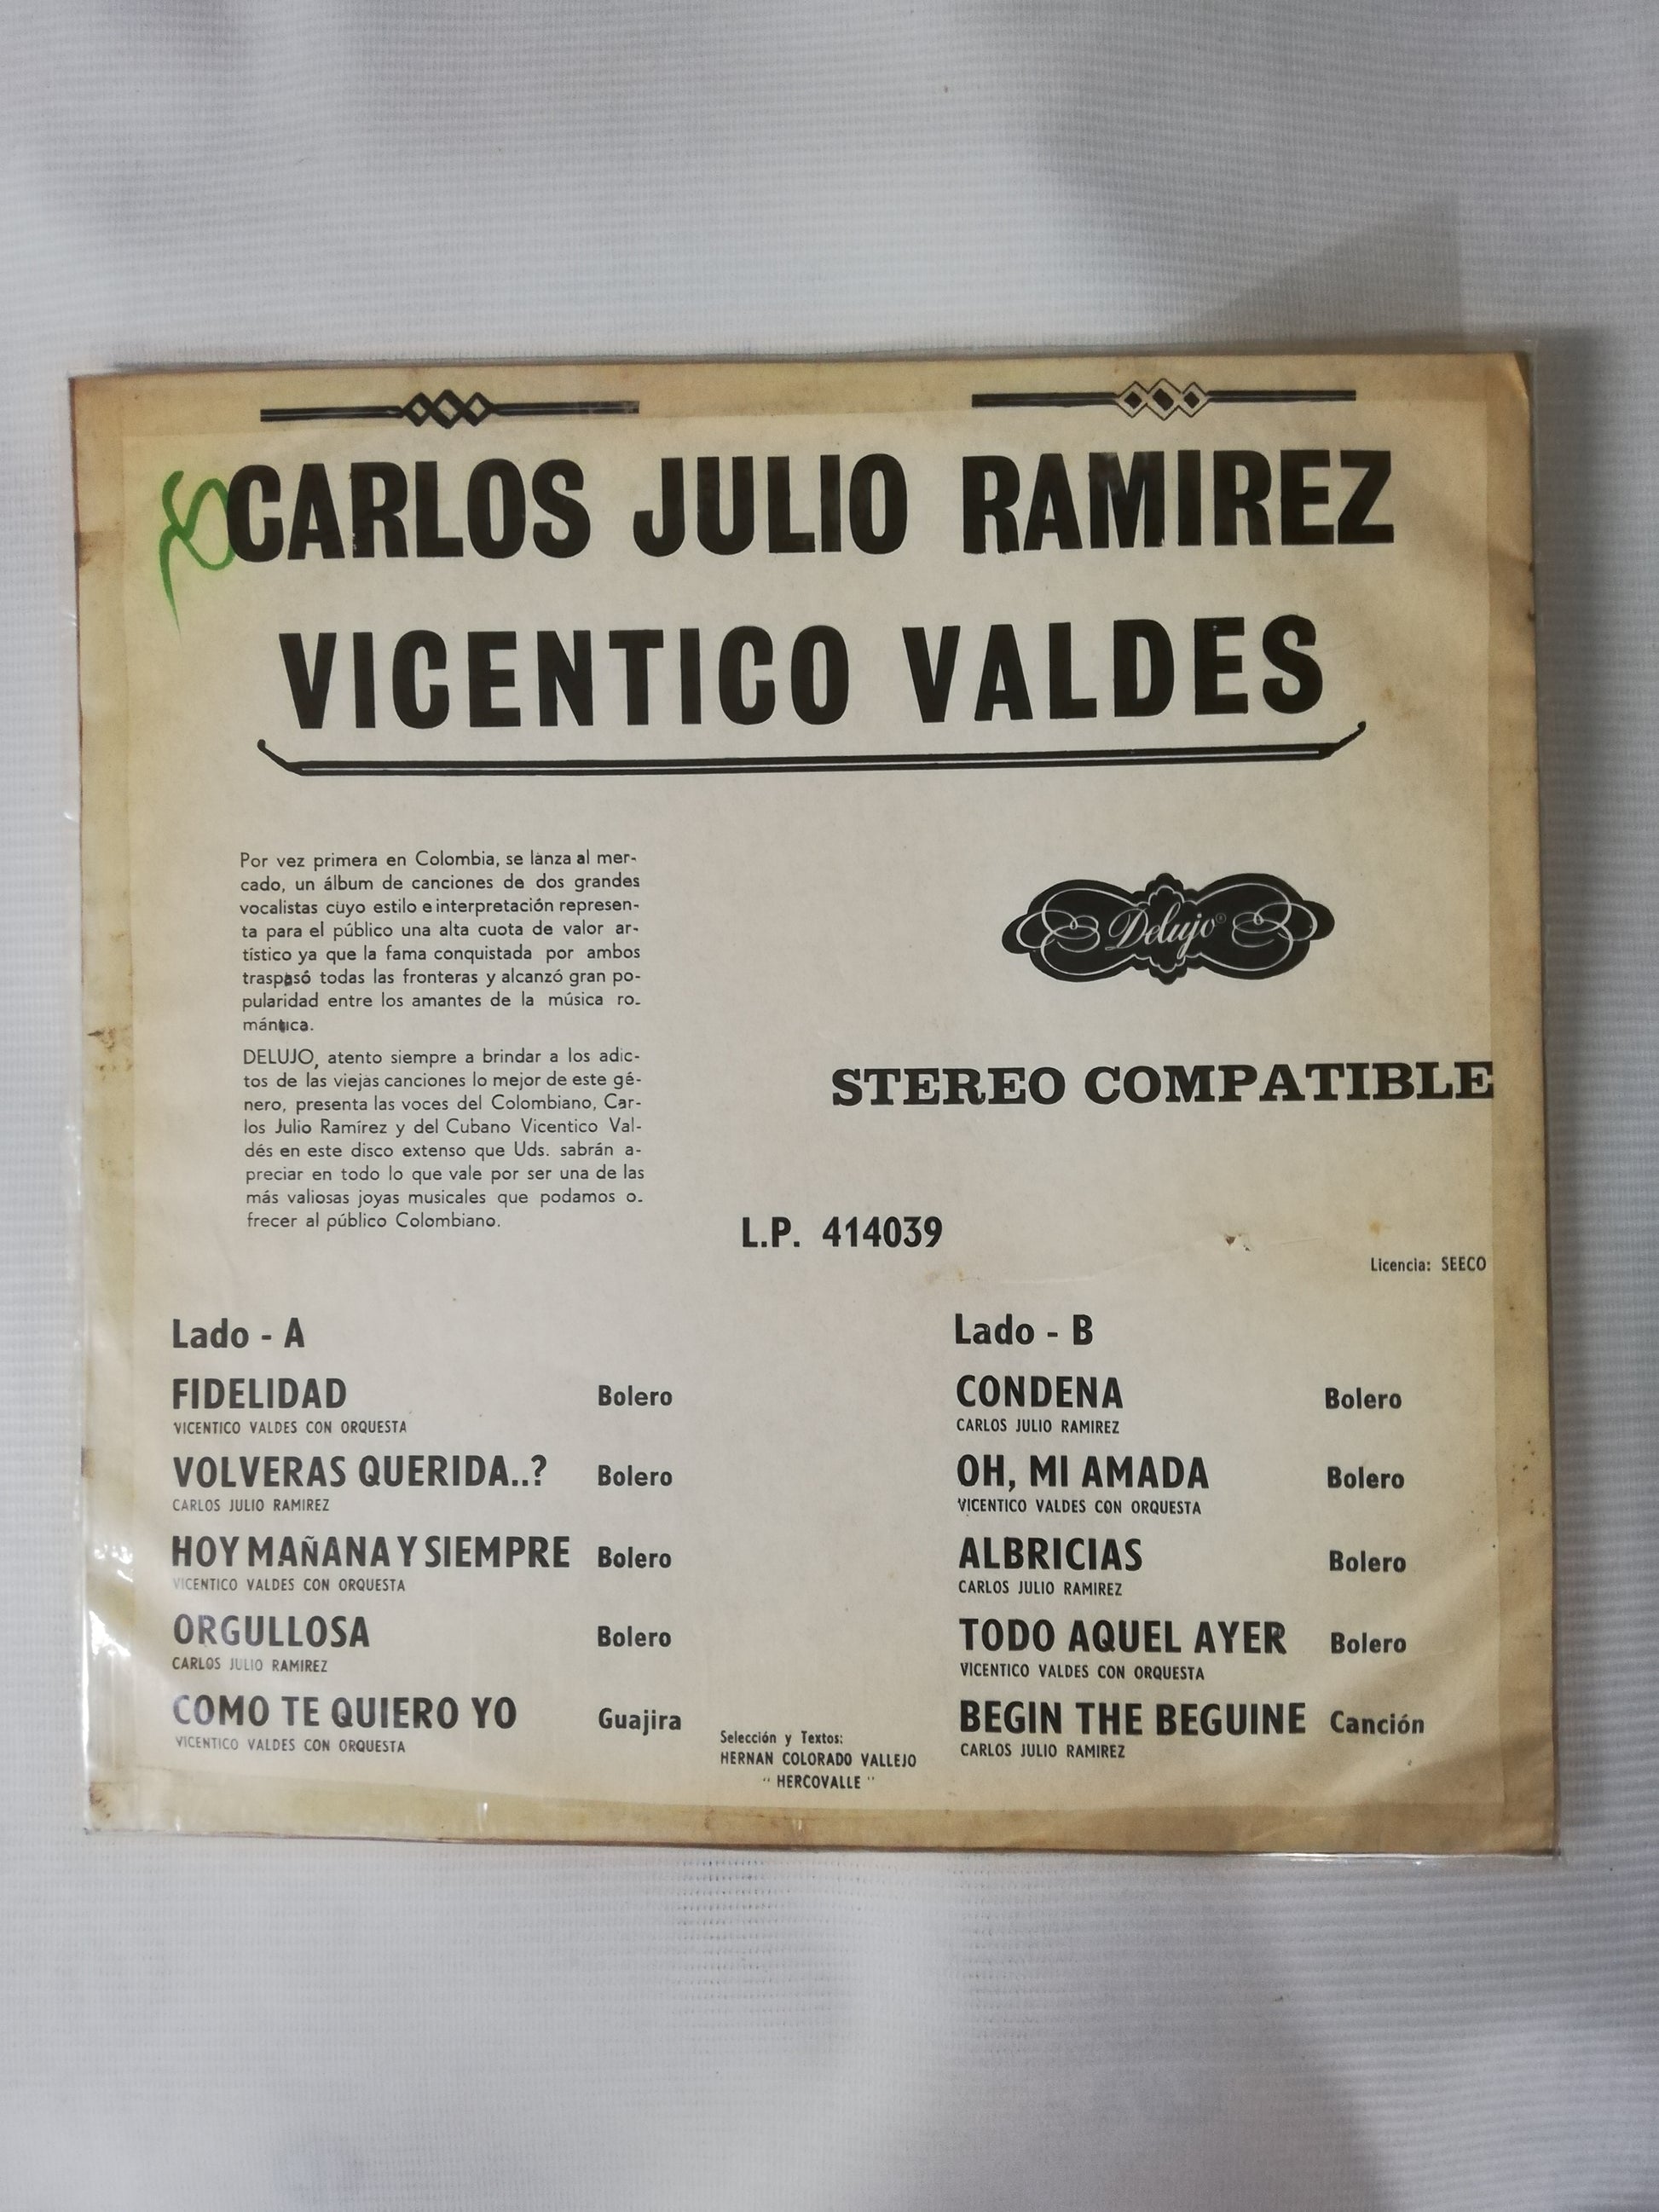 CARLOS JULIO RAMIREZ
VICENTICO VALDES
Por vez primera en Colombia, se lanza al mer-
cado, un álbum de canciones de dos grandes
vocalistas cuyo estilo e interpretación represen-
ta para el público una alta cuota de valor ar-
tístico ya que la fama conquistada por ambos
traspasó todas las fronteras y alcanzó gran po-
pularidad entre los amantes de la música ro-
mántica.
DELUJO, atento siempre a brindar a los adic-
tos de las viejas canciones lo mejor de este gé-
nero, presenta las voces del Colombiano, Car-
los Julio Ramírez y del Cubano Vicentico Val-
dés en este disco extenso que Uds. sabrán a-
preciar en todo lo que vale por ser una de las
más valiosas joyas musicales que podamos o-
frecer al público Colombiano.
Delujo®
STEREO COMPATIBLE
L.P. 414039
Licencia: SEECO
Lado - A
FIDELIDAD Bolero
VICENTICO VALDES CON ORQUESTA
VOLVERAS QUERIDA..? Bolero
CARLOS JULIO RAMIREZ
HOY MAÑANA Y SIEMPRE Bolero
VICENTICO VALDES CON ORQUESTA
ORGULLOSA Bolero
CARLOS JULIO RAMIREZ
COMO TE QUIERO YO Guajira
VICENTICO VALDES CON ORQUESTA
Selección y Textos:
HERNAN COLORADO VALLEJO
"HERCOVALLE"
Lado - B
CONDENA Bolero
CARLOS JULIO RAMIREZ
OH, MI AMADA Bolero
VICENTICO VALDES CON ORQUESTA
ALBRICIAS Bolero
CARLOS JULIO RAMIREZ
TODO AQUEL AYER Bolero
VICENTICO VALDES CON ORQUESTA
BEGIN THE BEGUINE Canción
CARLOS JULIO RAMIREZ